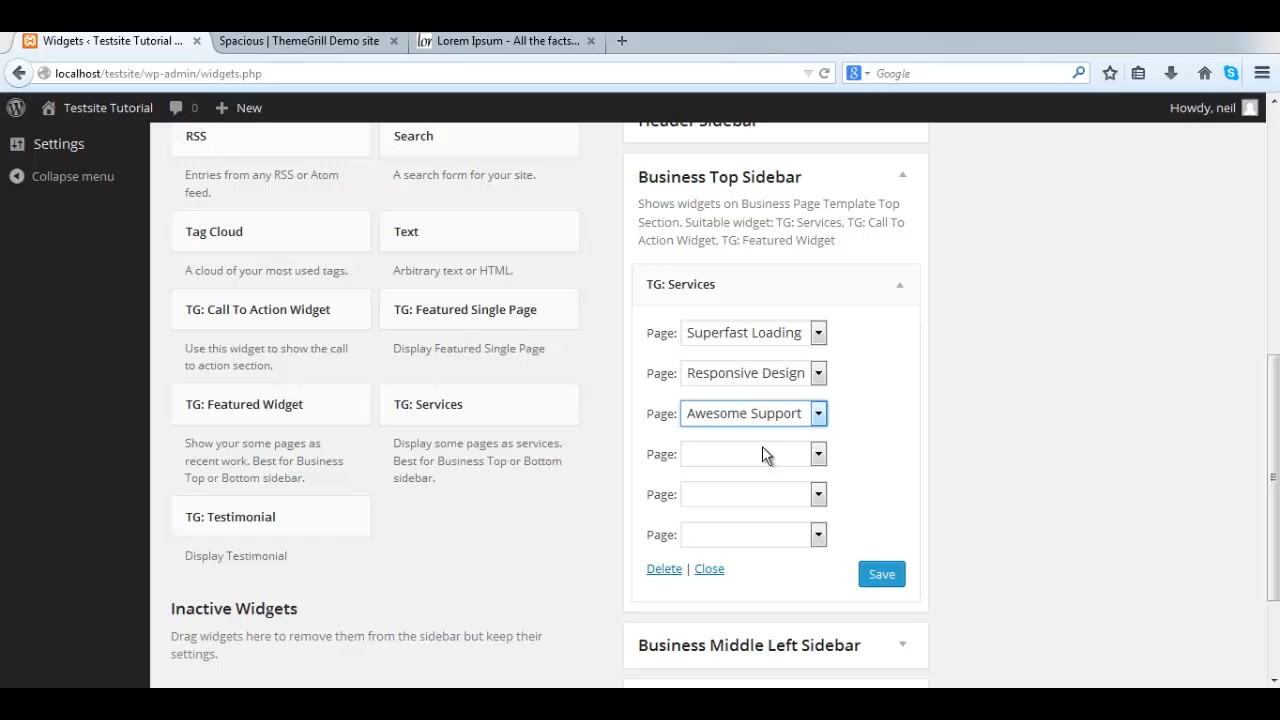 Widgets ‹ Testsite Tutorial ...
Spacious | ThemeGrill Demo site
lor Lorem Ipsum - All the facts...
localhost/testsite/wp-admin/widgets.php
Google
Testsite Tutorial
0
New
Howdy, neil
Settings
Collapse menu
RSS
Entries from any RSS or Atom
feed.
Search
A search form for your site.
Tag Cloud
A cloud of your most used tags.
Text
Arbitrary text or HTML.
TG: Call To Action Widget
Use this widget to show the call
to action section.
TG: Featured Single Page
Display Featured Single Page
TG: Featured Widget
Show your some pages as
recent work. Best for Business
Top or Bottom sidebar.
TG: Services
Display some pages as services.
Best for Business Top or Bottom
sidebar.
TG: Testimonial
Display Testimonial
Inactive Widgets
Drag widgets here to remove them from the sidebar but keep their
settings.
Header Sidebar
Business Top Sidebar
Shows widgets on Business Page Template Top
Section. Suitable widget: TG: Services, TG: Call To
Action Widget, TG: Featured Widget
TG: Services
Page: Superfast Loading
Page: Responsive Design
Page: Awesome Support
Page:
Page:
Page:
Delete | Close
Save
Business Middle Left Sidebar